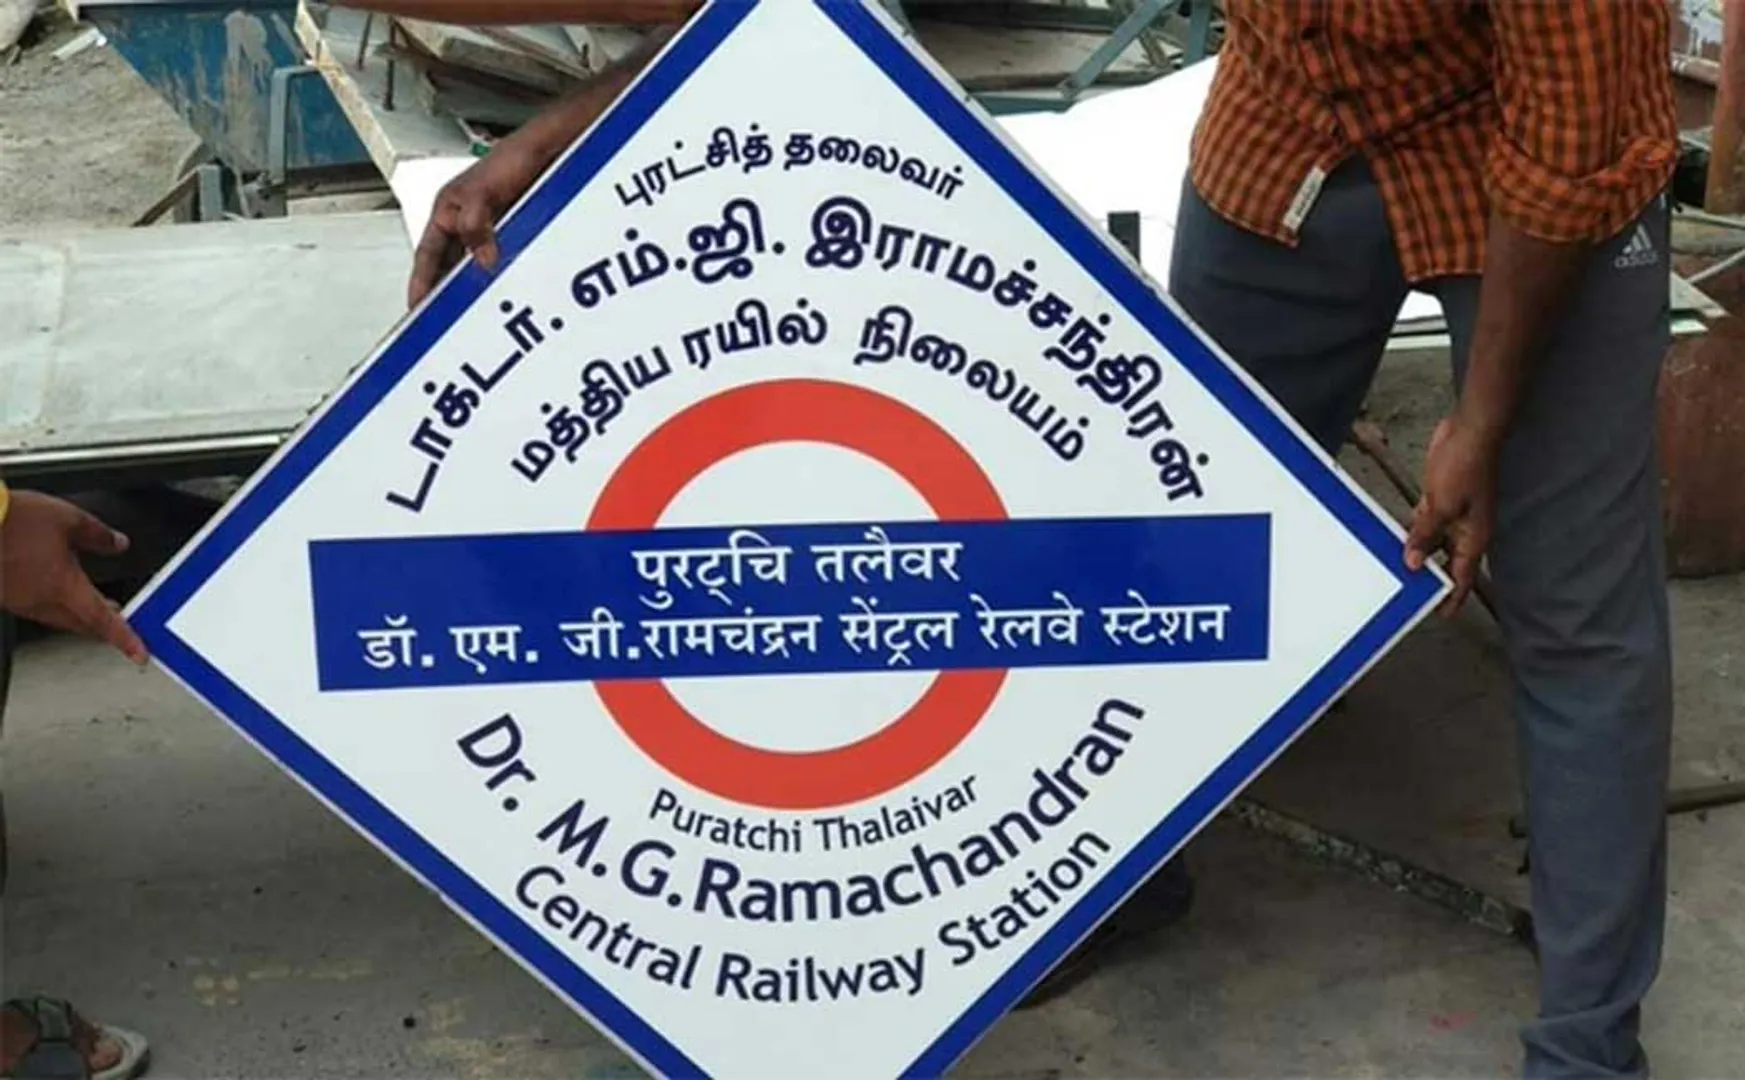 புரட்சித் தலைவர்
டாக்டர். எம்.ஜி. இராமச்சந்திரன்
மத்திய ரயில் நிலையம்
पुरट्चि तलैवर
डॉ. एम. जी.रामचंद्रन सेंट्रल रेलवे स्टेशन
Puratchi Thalaivar
Dr. M.G.Ramachandran
Central Railway Station
adidas